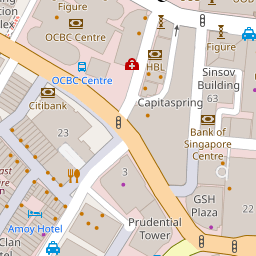 Figure
OCBC Centre
HBL
Figure
OCBC Centre
Sinsov
Building
Citibank
Capitaspring
63
23
Bank of
Singapore
Centre
3
GSH
Plaza
22
Amoy Hotel
Prudential
Tower
Clan